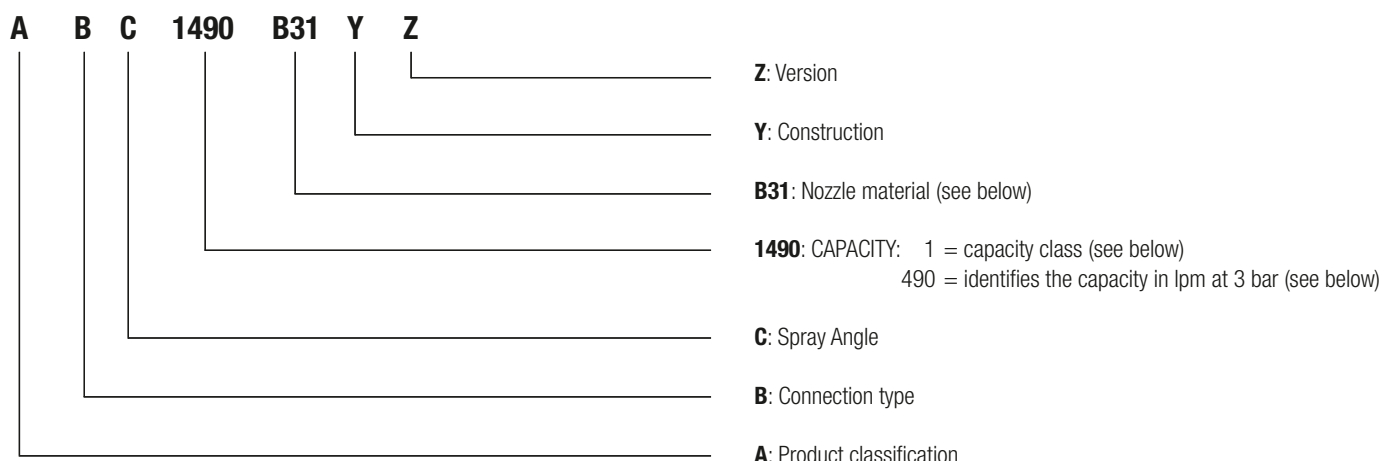 A B C 1490 B31 Y Z
Z: Version
Y: Construction
B31: Nozzle material (see below)
1490: CAPACITY: 1 = capacity class (see below)
490 = identifies the capacity in lpm at 3 bar (see below)
C: Spray Angle
B: Connection type
A: Product classification